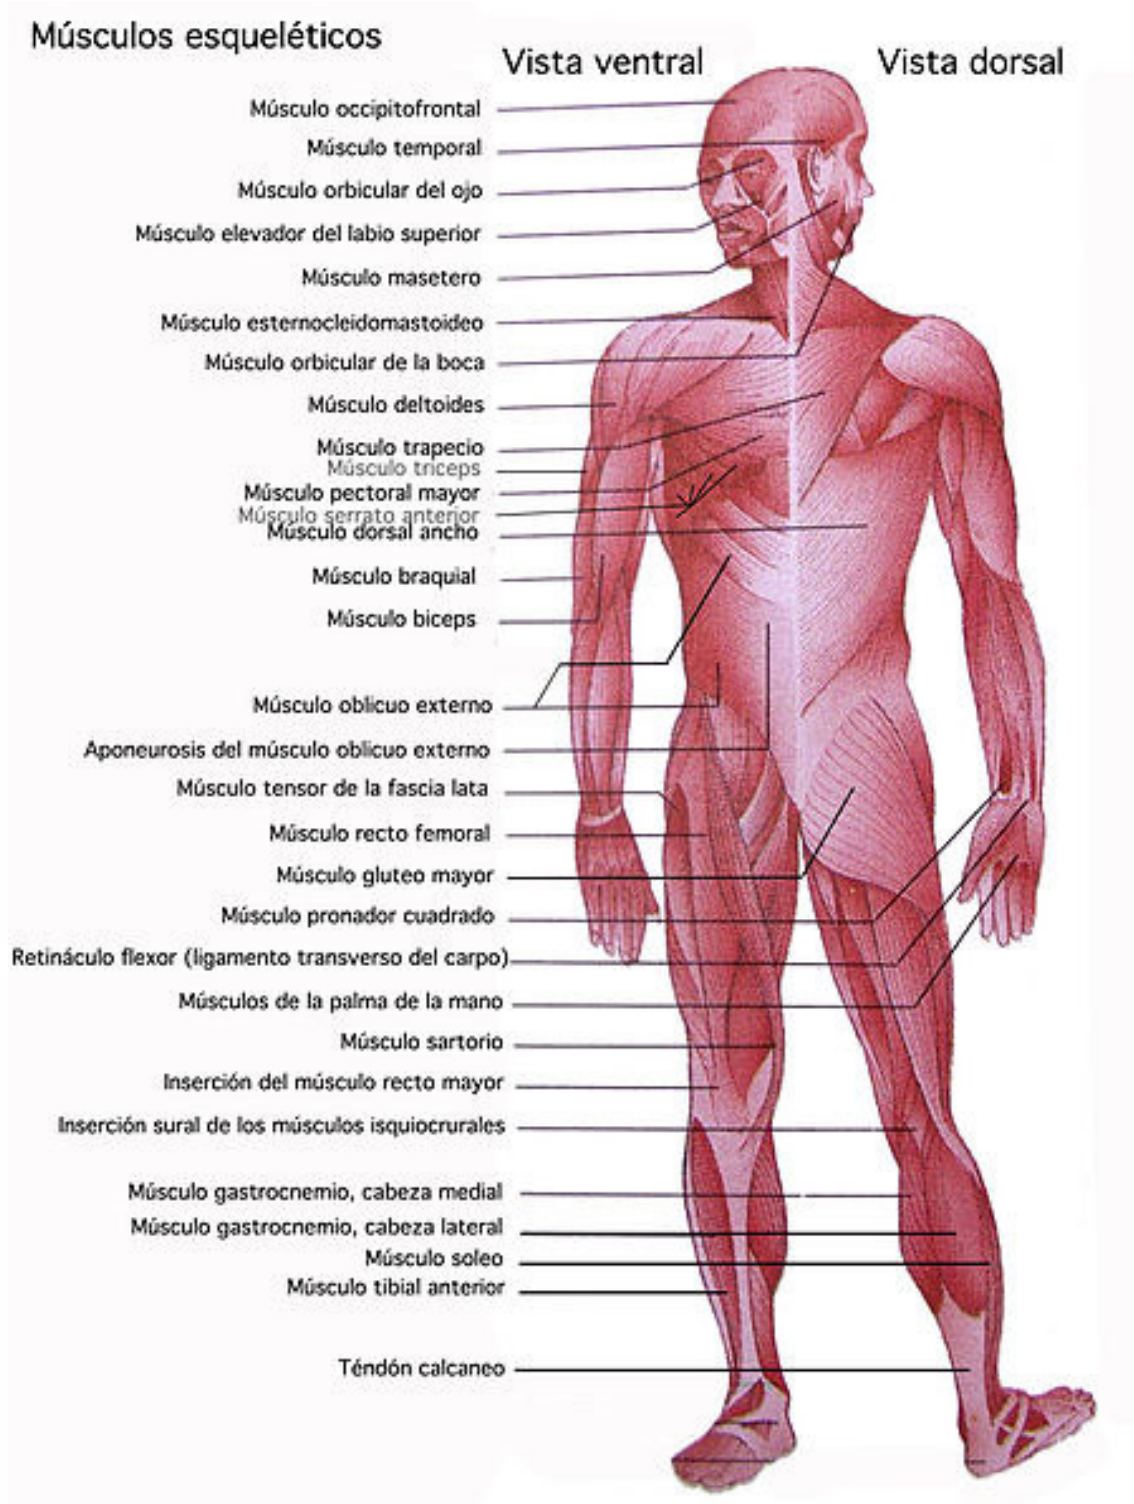 Músculos esqueléticos
Vista ventral
Vista dorsal
Músculo occipitofrontal
Músculo temporal
Músculo orbicular del ojo
Músculo elevador del labio superior
Músculo masetero
Músculo esternocleidomastoideo
Músculo orbicular de la boca
Músculo deltoides
Músculo trapecio
Músculo triceps
Músculo pectoral mayor
Músculo serrato anterior
Músculo dorsal ancho
Músculo braquial
Músculo biceps
Músculo oblicuo externo
Aponeurosis del músculo oblicuo externo
Músculo tensor de la fascia lata
Músculo recto femoral
Músculo gluteo mayor
Músculo pronador cuadrado
Retináculo flexor (ligamento transverso del carpo)
Músculos de la palma de la mano
Músculo sartorio
Inserción del músculo recto mayor
Inserción sural de los músculos isquiocrurales
Músculo gastrocnemio, cabeza medial
Músculo gastrocnemio, cabeza lateral
Músculo soleo
Músculo tibial anterior
Téndón calcaneo